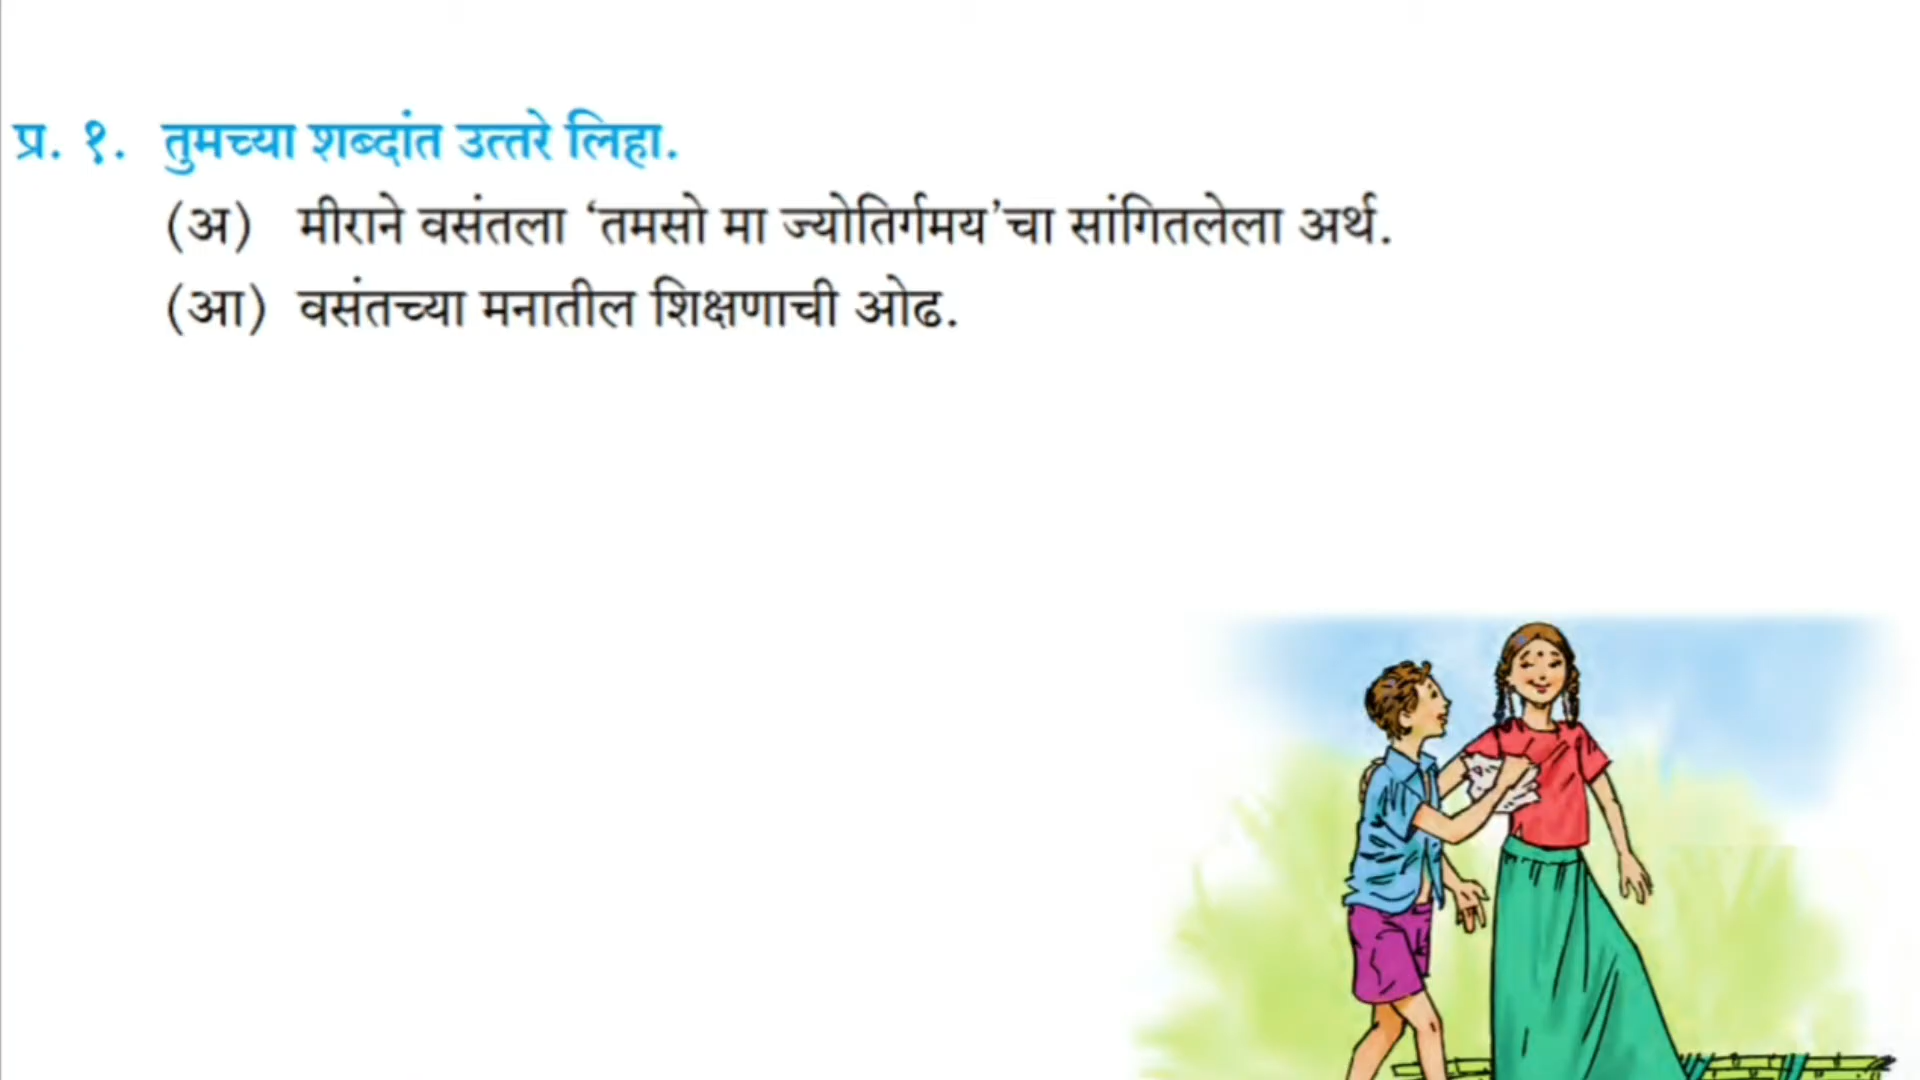 प्र. १. तुमच्या शब्दांत उत्तरे लिहा.
(अ) मीराने वसंतला ‘तमसो मा ज्योतिर्गमय’चा सांगितलेला अर्थ.
(आ) वसंतच्या मनातील शिक्षणाची ओढ.